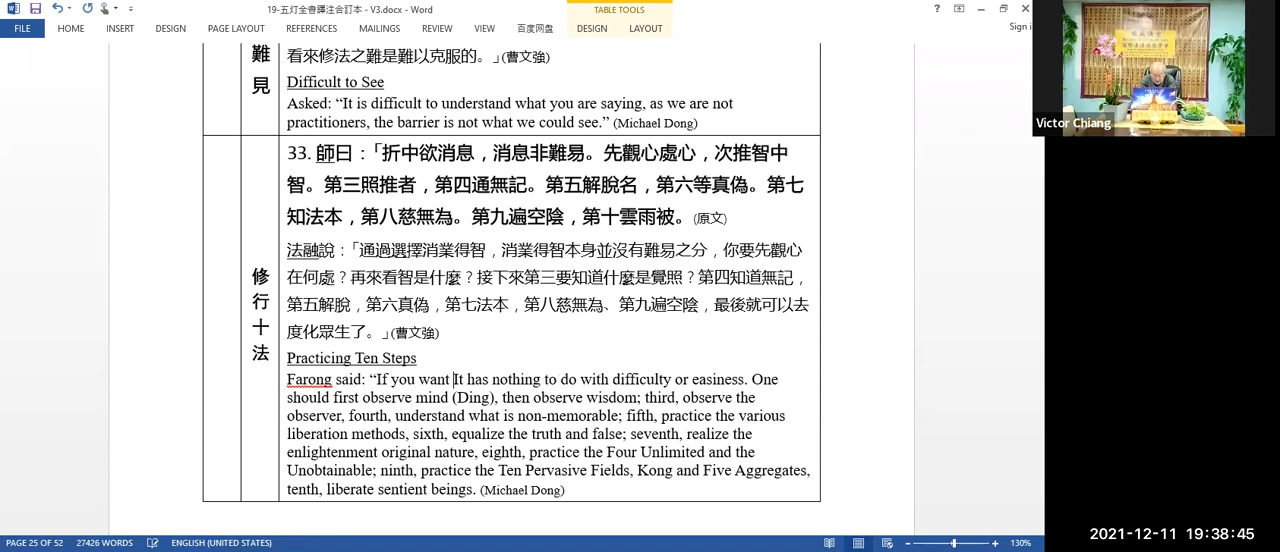 19-五灯全書譯注合訂本 - V3.docx - Word
TABLE TOOLS
FILE HOME INSERT DESIGN PAGE LAYOUT REFERENCES MAILINGS REVIEW VIEW 百度网盘 DESIGN LAYOUT
Sign i
難見
看來修法之難是難以克服的。」(曹文強)
Difficult to See
Asked: “It is difficult to understand what you are saying, as we are not
practitioners, the barrier is not what we could see.” (Michael Dong)
修行十法
33. 師曰：「折中欲消息，消息非難易。先觀心處心，次推智中
智。第三照推者，第四通無記。第五解脫名，第六等真偽。第七
知法本，第八慈無為。第九遍空陰，第十雲雨被。(原文)
法融說：「通過選擇消業得智，消業得智本身並沒有難易之分，你要先觀心
在何處？再來看智是什麼？接下來第三要知道什麼是覺照？第四知道無記，
第五解脫，第六真偽，第七法本，第八慈無為、第九遍空陰，最後就可以去
度化眾生了。」(曹文強)
Practicing Ten Steps
Farong said: “If you want It has nothing to do with difficulty or easiness. One
should first observe mind (Ding), then observe wisdom; third, observe the
observer, fourth, understand what is non-memorable; fifth, practice the various
liberation methods, sixth, equalize the truth and false; seventh, realize the
enlightenment original nature, eighth, practice the Four Unlimited and the
Unobtainable; ninth, practice the Ten Pervasive Fields, Kong and Five Aggregates,
tenth, liberate sentient beings. (Michael Dong)
PAGE 25 OF 52 27426 WORDS ENGLISH (UNITED STATES) 130%
Victor Chiang
2021-12-11 19:38:45